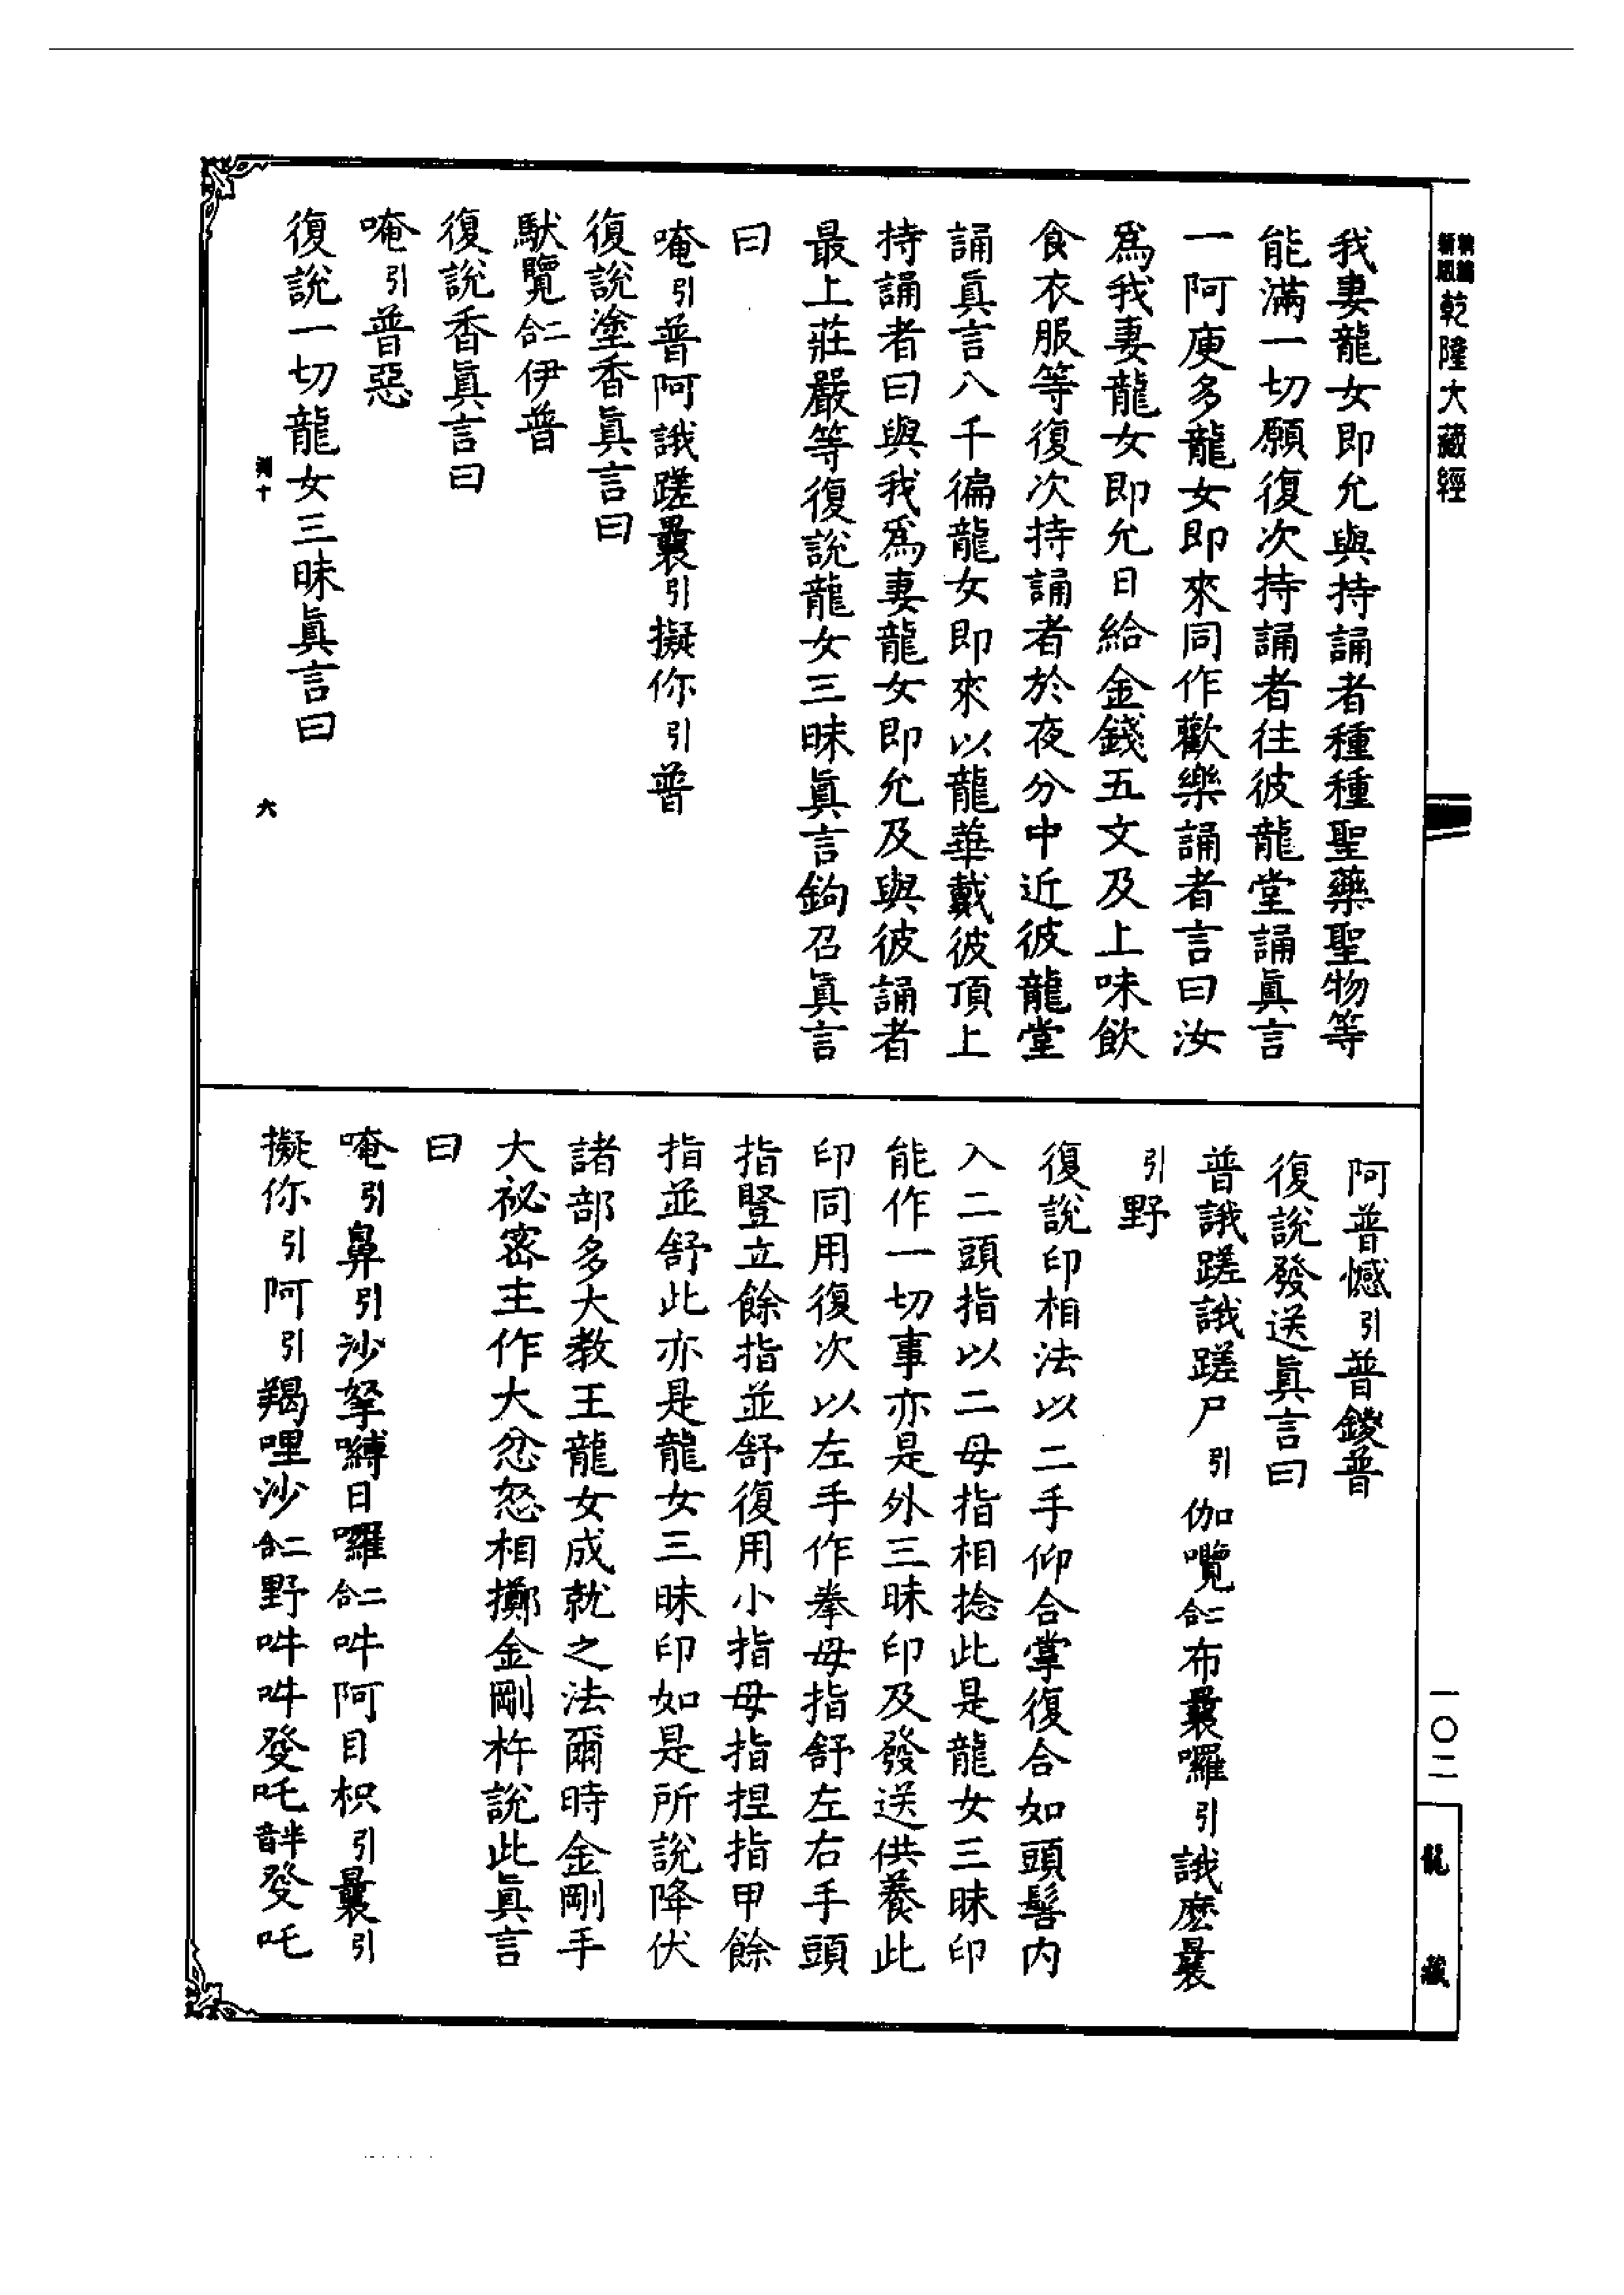 乾隆大藏經
我妻龍女即允與持誦者種種聖藥聖物等
能滿一切願復次持誦者往彼龍堂誦眞言
一阿庾多龍女即來同作歡樂誦者言曰汝
爲我妻龍女即允日給金錢五文及上味飲
食衣服等復次持誦者於夜分中近彼龍堂
誦眞言八千徧龍女即來以龍華戴彼頂上
持誦者曰與我爲妻龍女即允及與彼誦者
最上莊嚴等復說龍女三昧眞言鉤召眞言
曰
唵引普阿誐蹉曩引擬你引普
復說塗香眞言曰
馱覽二合伊普
復說香眞言曰
唵引普惡
復說一切龍女三昧眞言曰
六
阿普憾引普鍐普
復說發送眞言曰
普誐蹉誐蹉尸引伽囕二合布曩囉引誐麽曩
引野
復說印相法以二手仰合掌復合如頭髻內
入二頭指以二母指相捻此是龍女三昧印
能作一切事亦是外三昧印及發送供養此
印同用復次以左手作拳母指舒左右手頭
指豎立餘指並舒復用小指母指捏指甲餘
指並舒此亦是龍女三昧印如是所說降伏
諸部多大教王龍女成就之法爾時金剛手
大祕密主作大忿怒相擲金剛杵說此眞言
曰
唵引鼻引沙拏嚩日囉二合吽阿目枳引曩引
擬你引阿引羯哩沙二合野吽吽發吒半音發吒
一〇二
龍藏